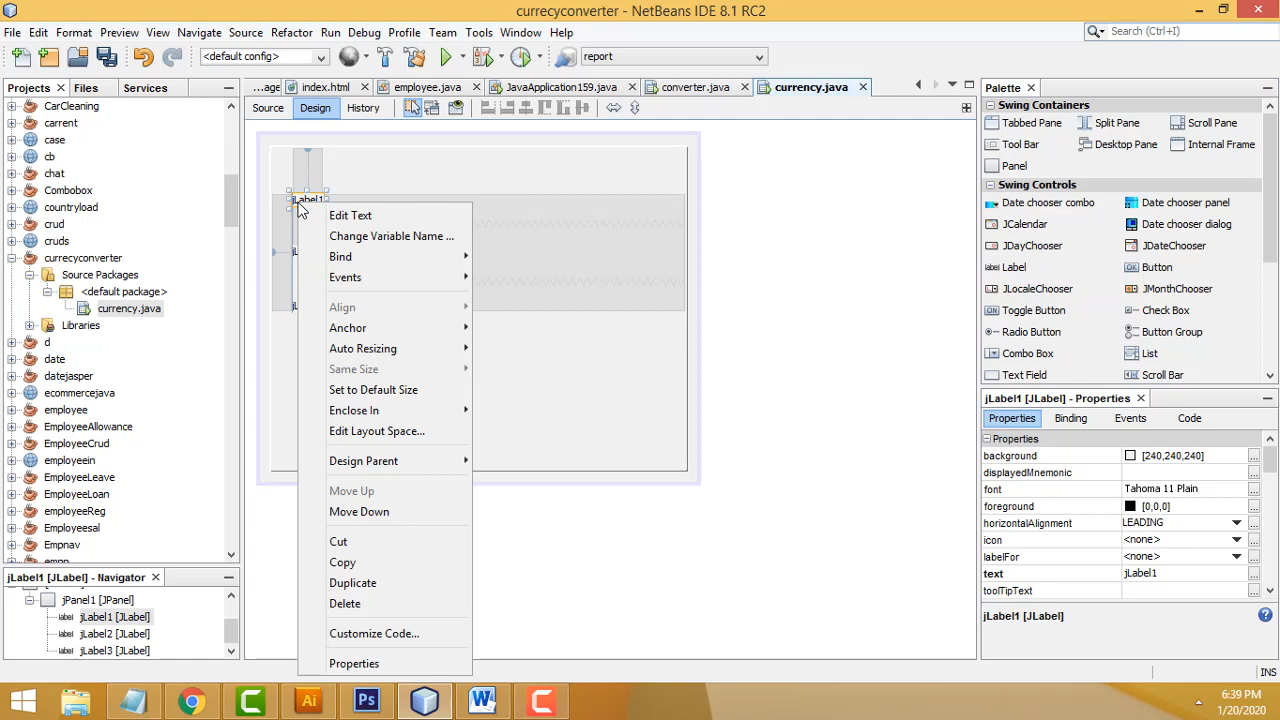 currecyconverter - NetBeans IDE 8.1 RC2
File Edit Format Preview View Navigate Source Refactor Run Debug Profile Team Tools Window Help
Search (Ctrl+I)
<default config>
report
Projects Files Services
...age index.html employee.java JavaApplication159.java converter.java currency.java
Source Design History
CarCleaning
carrent
case
cb
chat
Combobox
countryload
crud
cruds
currecyconverter
Source Packages
<default package>
currency.java
Libraries
d
date
datejasper
ecommercejava
employee
EmployeeAllowance
EmployeeCrud
employeein
EmployeeLeave
EmployeeLoan
employeeReg
Employeesal
Empnav
jLabel1 [JLabel] - Navigator
jPanel1 [JPanel]
label jLabel1 [JLabel]
label jLabel2 [JLabel]
label jLabel3 [JLabel]
jLabel1
Edit Text
Change Variable Name ...
Bind
Events
Align
Anchor
Auto Resizing
Same Size
Set to Default Size
Enclose In
Edit Layout Space...
Design Parent
Move Up
Move Down
Cut
Copy
Duplicate
Delete
Customize Code...
Properties
Palette
Swing Containers
Tabbed Pane Split Pane Scroll Pane
Tool Bar Desktop Pane Internal Frame
Panel
Swing Controls
Date chooser combo Date chooser panel
JCalendar Date chooser dialog
JDayChooser JDateChooser
label Label Button
JLocaleChooser JMonthChooser
Toggle Button Check Box
Radio Button Button Group
Combo Box List
Text Field Scroll Bar
jLabel1 [JLabel] - Properties
Properties Binding Events Code
Properties
background [240,240,240] ...
displayedMnemonic ...
font Tahoma 11 Plain ...
foreground [0,0,0] ...
horizontalAlignment LEADING ...
icon <none> ...
labelFor <none> ...
text jLabel1 ...
toolTipText ...
jLabel1 [JLabel]
INS
Ai Ps
6:39 PM
1/20/2020